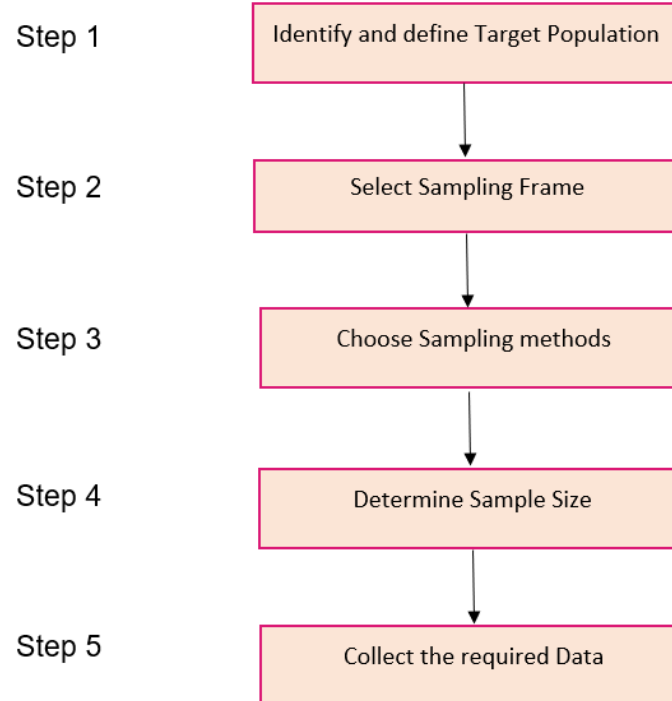 Step 1
Identify and define Target Population
Step 2
Select Sampling Frame
Step 3
Choose Sampling methods
Step 4
Determine Sample Size
Step 5
Collect the required Data